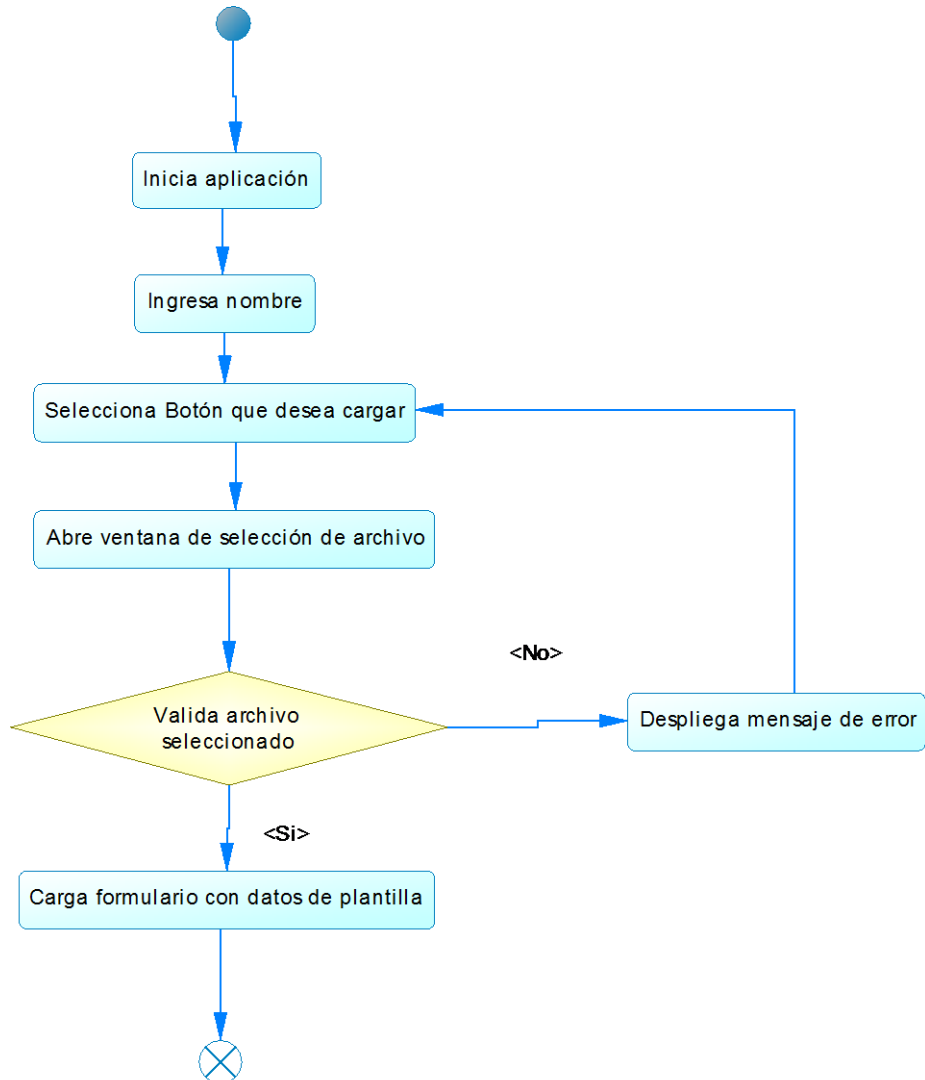 Inicia aplicación
Ingresa nombre
Selecciona Botón que desea cargar
Abre ventana de selección de archivo
<No>
Valida archivo
seleccionado
Despliega mensaje de error
<Si>
Carga formulario con datos de plantilla